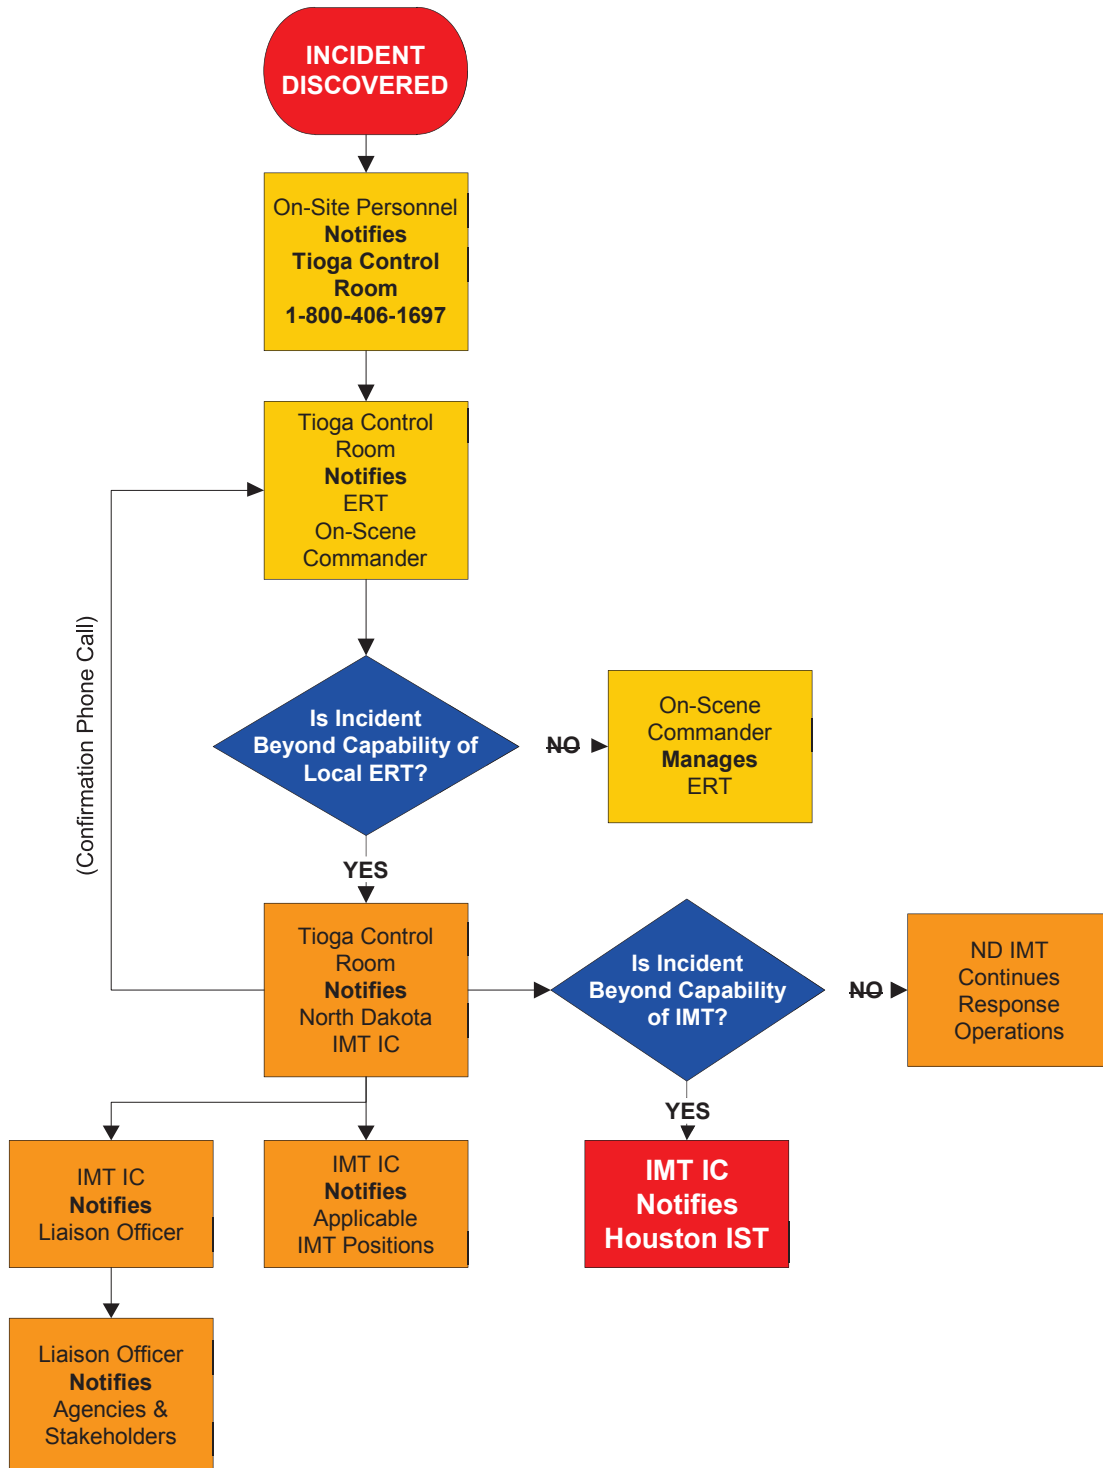 INCIDENT
DISCOVERED
On-Site Personnel
Notifies
Tioga Control
Room
1-800-406-1697
Tioga Control
Room
Notifies
ERT
On-Scene
Commander
(Confirmation Phone Call)
Is Incident
Beyond Capability of
Local ERT?
NO
On-Scene
Commander
Manages
ERT
YES
Tioga Control
Room
Notifies
North Dakota
IMT IC
Is Incident
Beyond Capability
of IMT?
NO
ND IMT
Continues
Response
Operations
YES
IMT IC
Notifies
Liaison Officer
IMT IC
Notifies
Applicable
IMT Positions
IMT IC
Notifies
Houston IST
Liaison Officer
Notifies
Agencies &
Stakeholders